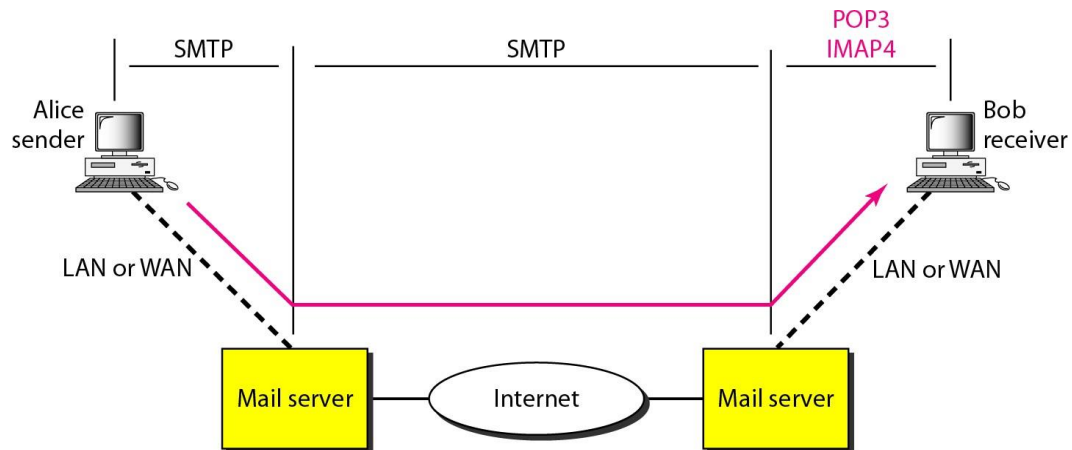 SMTP
SMTP
POP3
IMAP4
Alice
sender
Bob
receiver
LAN or WAN
LAN or WAN
Mail server
Internet
Mail server